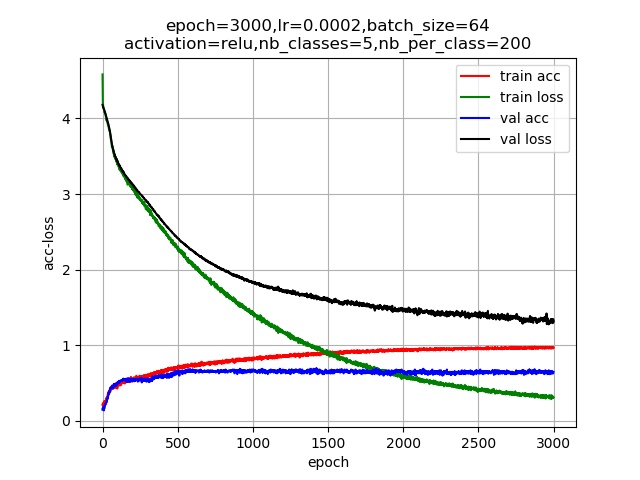 epoch=3000,lr=0.0002,batch_size=64
activation=relu,nb_classes=5,nb_per_class=200
train acc
train loss
val acc
val loss
acc-loss
4
3
2
1
0
0 500 1000 1500 2000 2500 3000
epoch